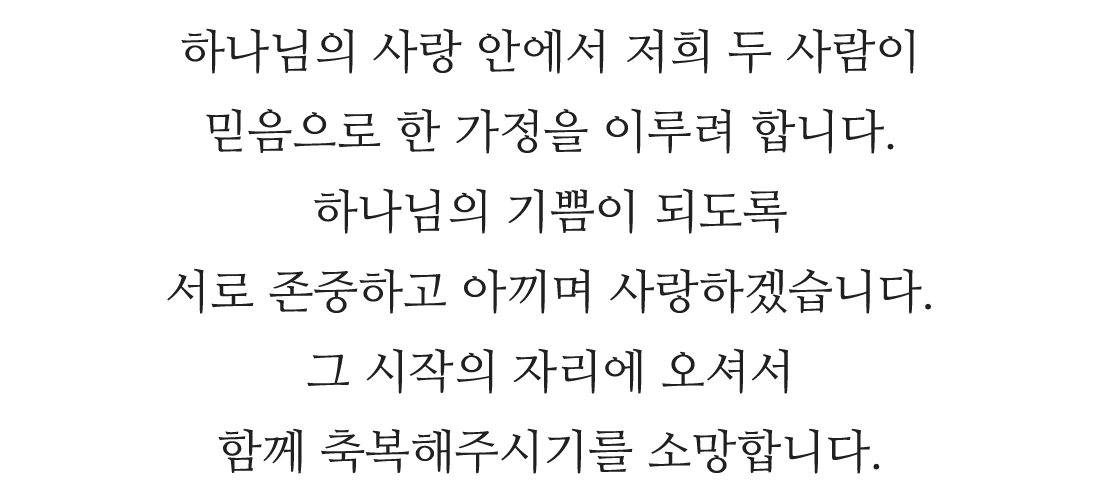 하나님의 사랑 안에서 저희 두 사람이
믿음으로 한 가정을 이루려 합니다.
하나님의 기쁨이 되도록
서로 존중하고 아끼며 사랑하겠습니다.
그 시작의 자리에 오셔서
함께 축복해주시기를 소망합니다.